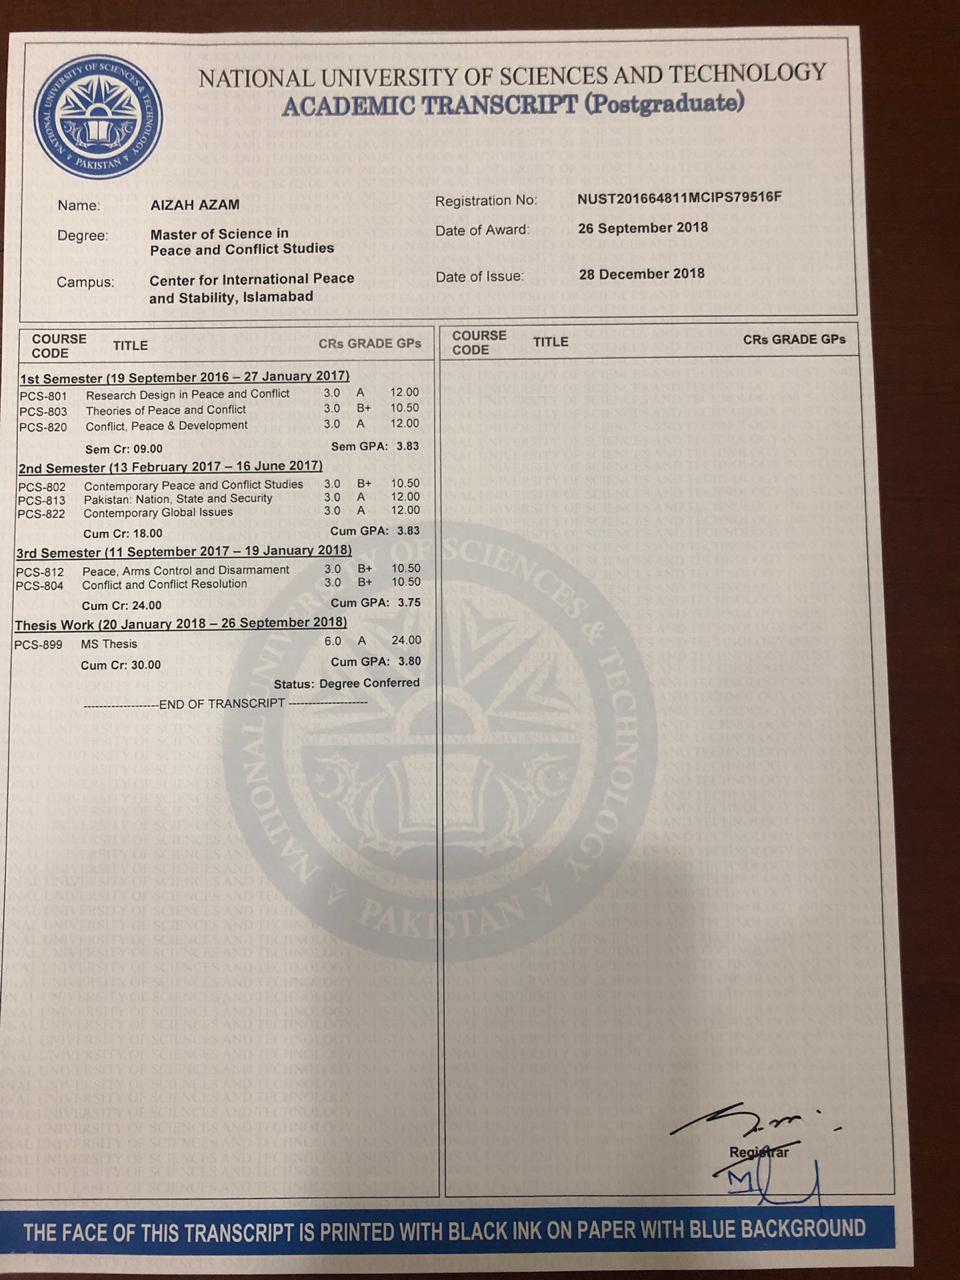 NATIONAL UNIVERSITY OF SCIENCES & TECHNOLOGY
PAKISTAN
NATIONAL UNIVERSITY OF SCIENCES AND TECHNOLOGY
ACADEMIC TRANSCRIPT (Postgraduate)
Name: AIZAH AZAM
Registration No: NUST201664811MCIPS79516F
Degree: Master of Science in
Peace and Conflict Studies
Date of Award: 26 September 2018
Campus: Center for International Peace
and Stability, Islamabad
Date of Issue: 28 December 2018
COURSE CODE TITLE CRs GRADE GPs
1st Semester (19 September 2016 – 27 January 2017)
PCS-801 Research Design in Peace and Conflict 3.0 A 12.00
PCS-803 Theories of Peace and Conflict 3.0 B+ 10.50
PCS-820 Conflict, Peace & Development 3.0 A 12.00
Sem Cr: 09.00 Sem GPA: 3.83
2nd Semester (13 February 2017 – 16 June 2017)
PCS-802 Contemporary Peace and Conflict Studies 3.0 B+ 10.50
PCS-813 Pakistan: Nation, State and Security 3.0 A 12.00
PCS-822 Contemporary Global Issues 3.0 A 12.00
Cum Cr: 18.00 Cum GPA: 3.83
3rd Semester (11 September 2017 – 19 January 2018)
PCS-812 Peace, Arms Control and Disarmament 3.0 B+ 10.50
PCS-804 Conflict and Conflict Resolution 3.0 B+ 10.50
Cum Cr: 24.00 Cum GPA: 3.75
Thesis Work (20 January 2018 – 26 September 2018)
PCS-899 MS Thesis 6.0 A 24.00
Cum Cr: 30.00 Cum GPA: 3.80
Status: Degree Conferred
-------------------END OF TRANSCRIPT --------------------
COURSE CODE TITLE CRs GRADE GPs
NATIONAL UNIVERSITY OF SCIENCES & TECHNOLOGY
PAKISTAN
Registrar
THE FACE OF THIS TRANSCRIPT IS PRINTED WITH BLACK INK ON PAPER WITH BLUE BACKGROUND